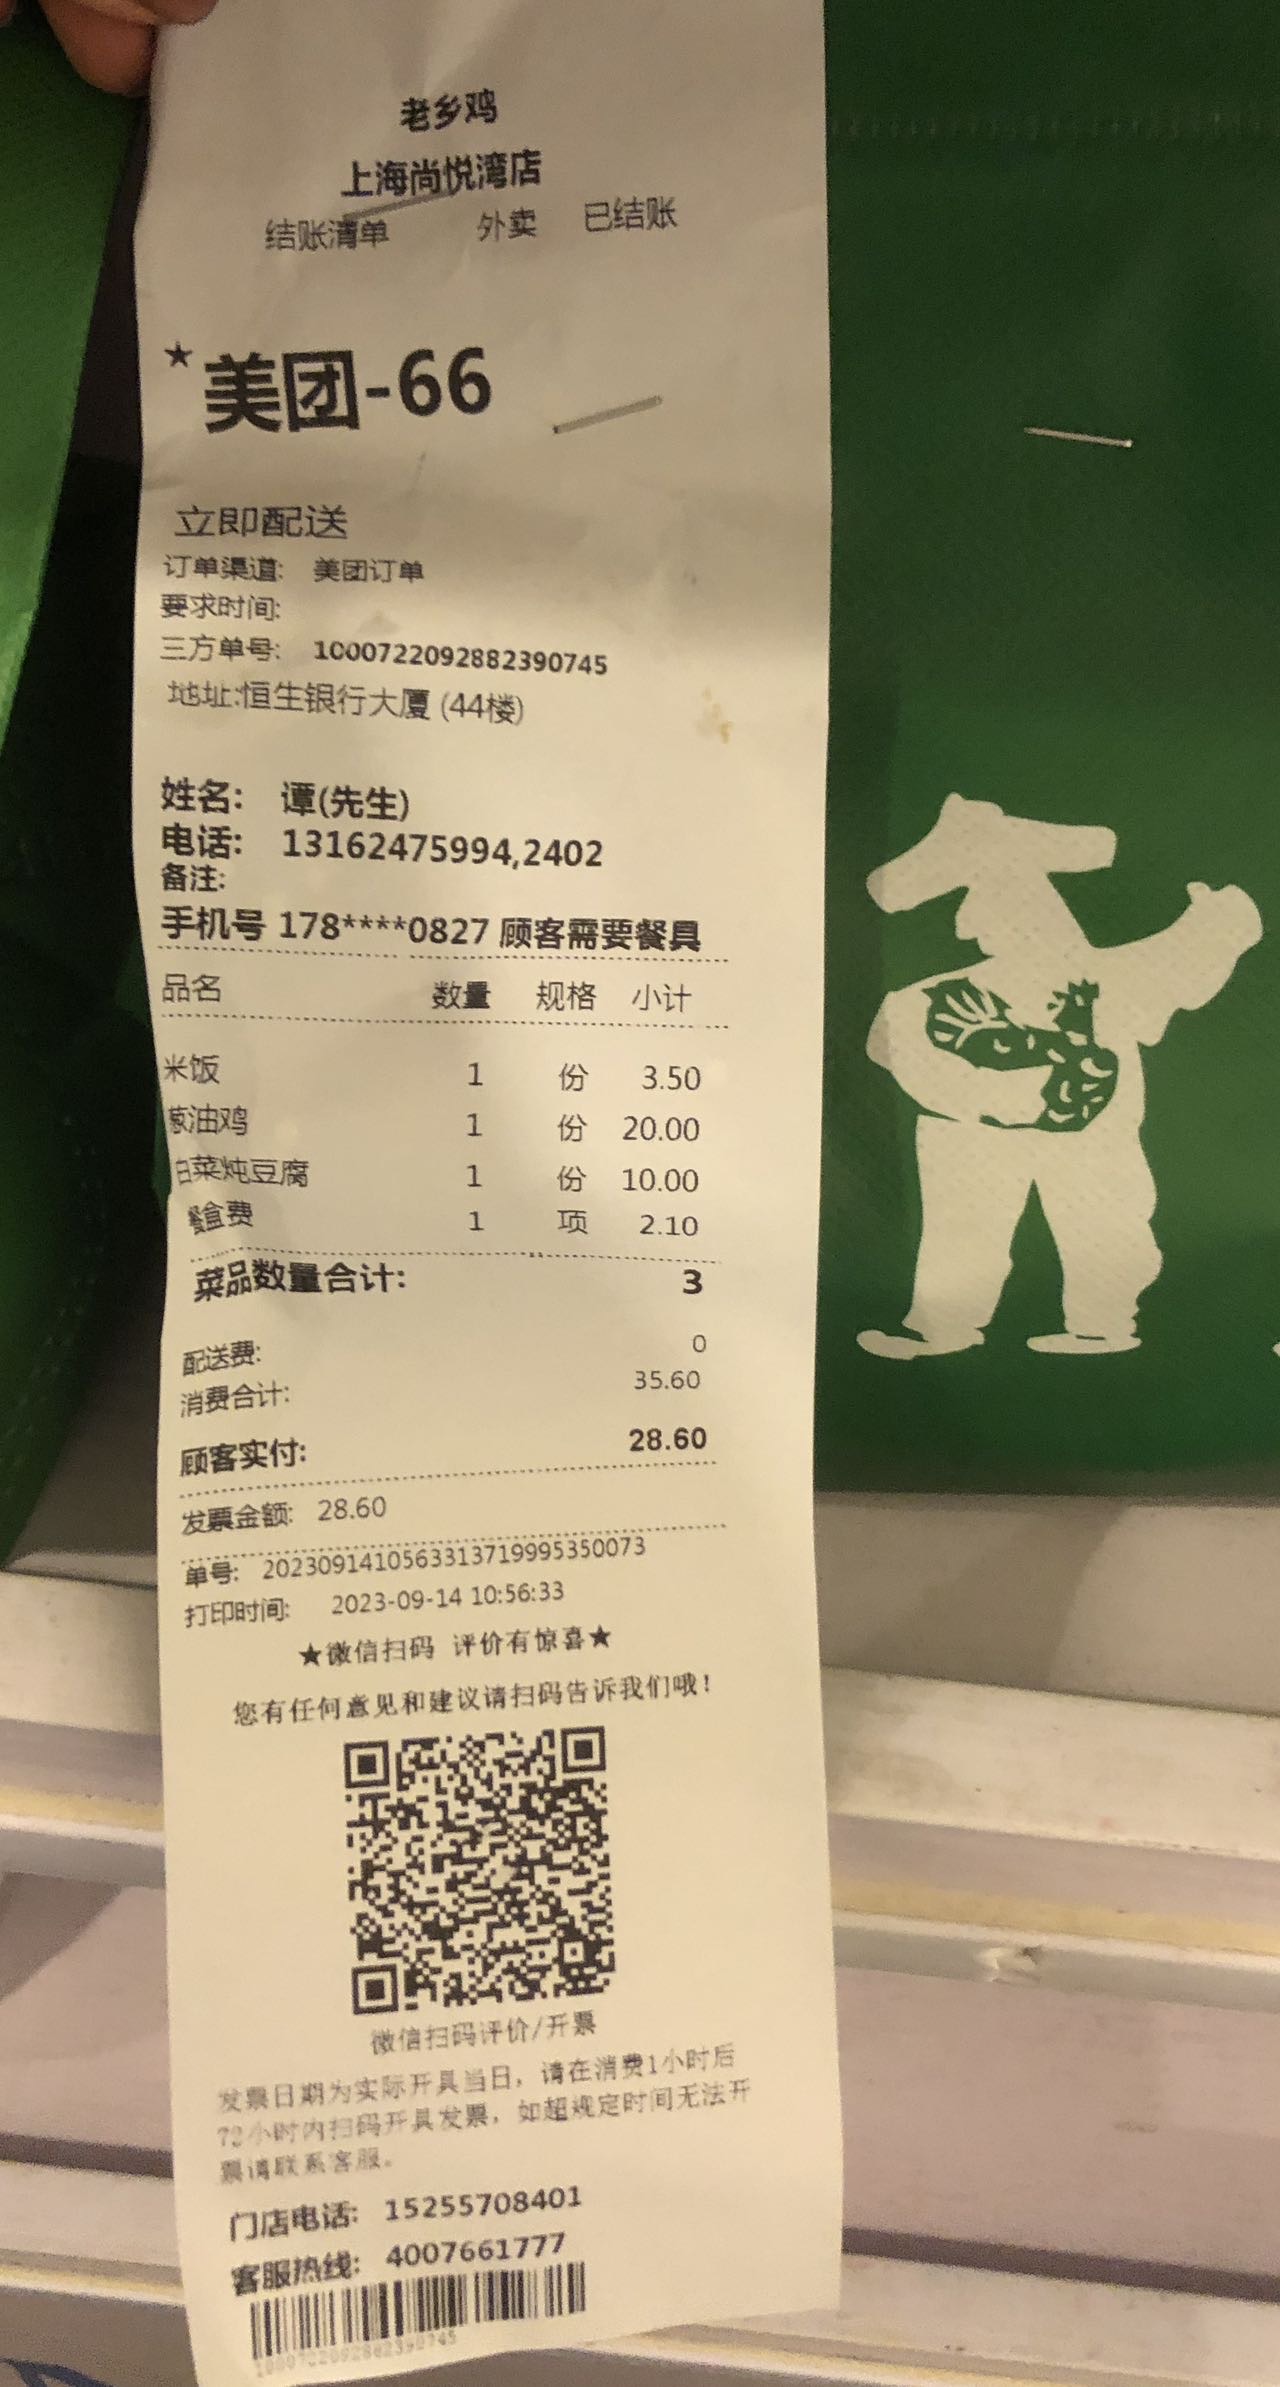 老乡鸡
上海尚悦湾店
结账清单 外卖 已结账
★美团-66
立即配送
订单渠道: 美团订单
要求时间:
三方单号: 1000722092882390745
地址:恒生银行大厦 (44楼)
姓名: 谭(先生)
电话: 13162475994,2402
备注:
手机号 178****0827 顾客需要餐具
品名 数量 规格 小计
米饭 1 份 3.50
葱油鸡 1 份 20.00
白菜炖豆腐 1 份 10.00
餐盒费 1 项 2.10
菜品数量合计: 3
配送费: 0
消费合计: 35.60
顾客实付: 28.60
发票金额: 28.60
单号: 2023091410563313719995350073
打印时间: 2023-09-14 10:56:33
★微信扫码 评价有惊喜★
您有任何意见和建议请扫码告诉我们哦!
微信扫码评价/开票
发票日期为实际开具当日, 请在消费1小时后
72小时内扫码开具发票, 如超规定时间无法开
票请联系客服。
门店电话: 15255708401
客服热线: 4007661777
1000722092882390745